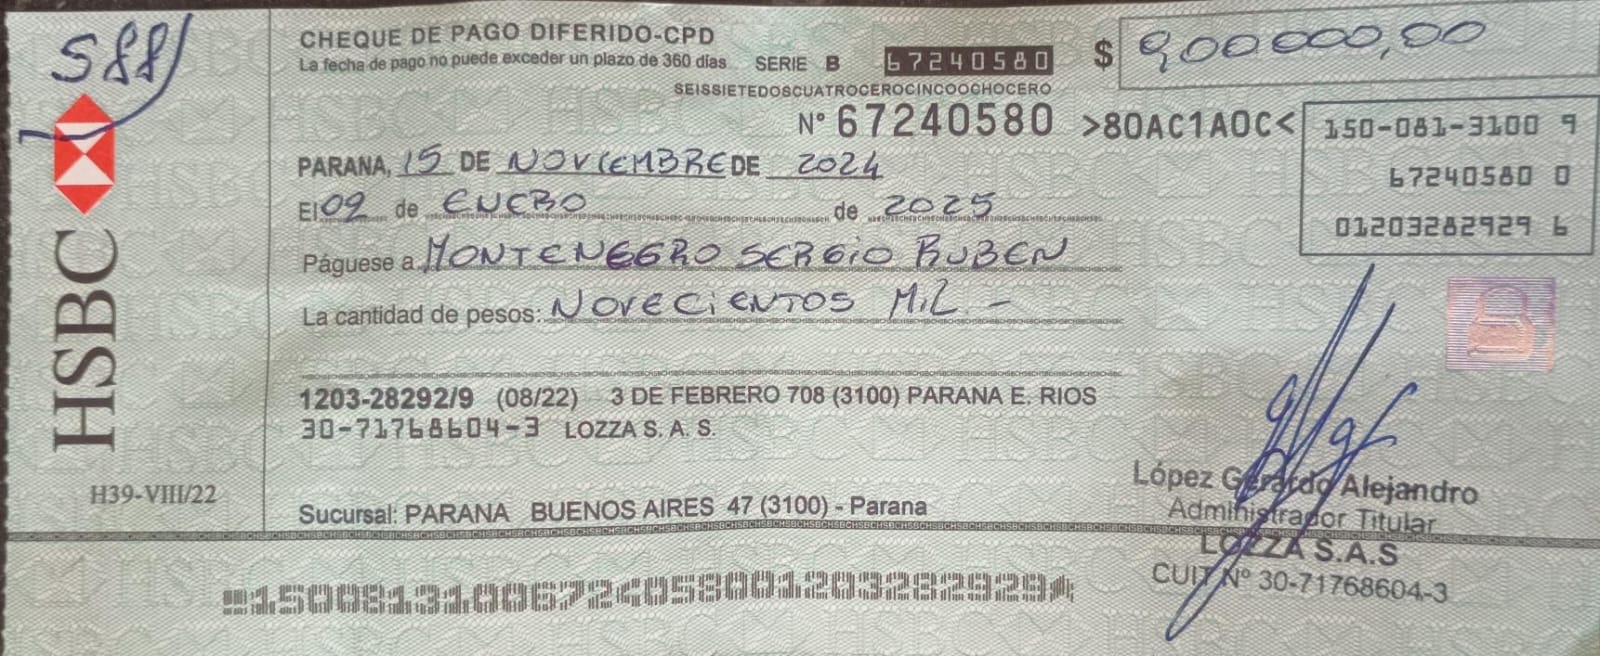 588
CHEQUE DE PAGO DIFERIDO-CPD
La fecha de pago no puede exceder un plazo de 360 días
SERIE B 67240580
$ 900000,00
SEISSIETEDOSCUATROCEROCINCOOCHOCERO
N° 67240580 >80AC1A0C<
150-081-3100 9
67240580 0
01203282929 6
PARANA, 15 DE NOVIEMBRE DE 2024
El 09 de ENERO de 2025
Páguese a MONTENEGRO SERGIO RUBEN
La cantidad de pesos: NOVECIENTOS MIL -
HSBC
1203-28292/9 (08/22) 3 DE FEBRERO 708 (3100) PARANA E. RIOS
30-71768604-3 LOZZA S. A. S.
H39-VIII/22
Sucursal: PARANA BUENOS AIRES 47 (3100) - Parana
López Gerardo Alejandro
Administrador Titular
LOZZA S.A.S
CUIT Nº 30-71768604-3
15008131006724058001203282929